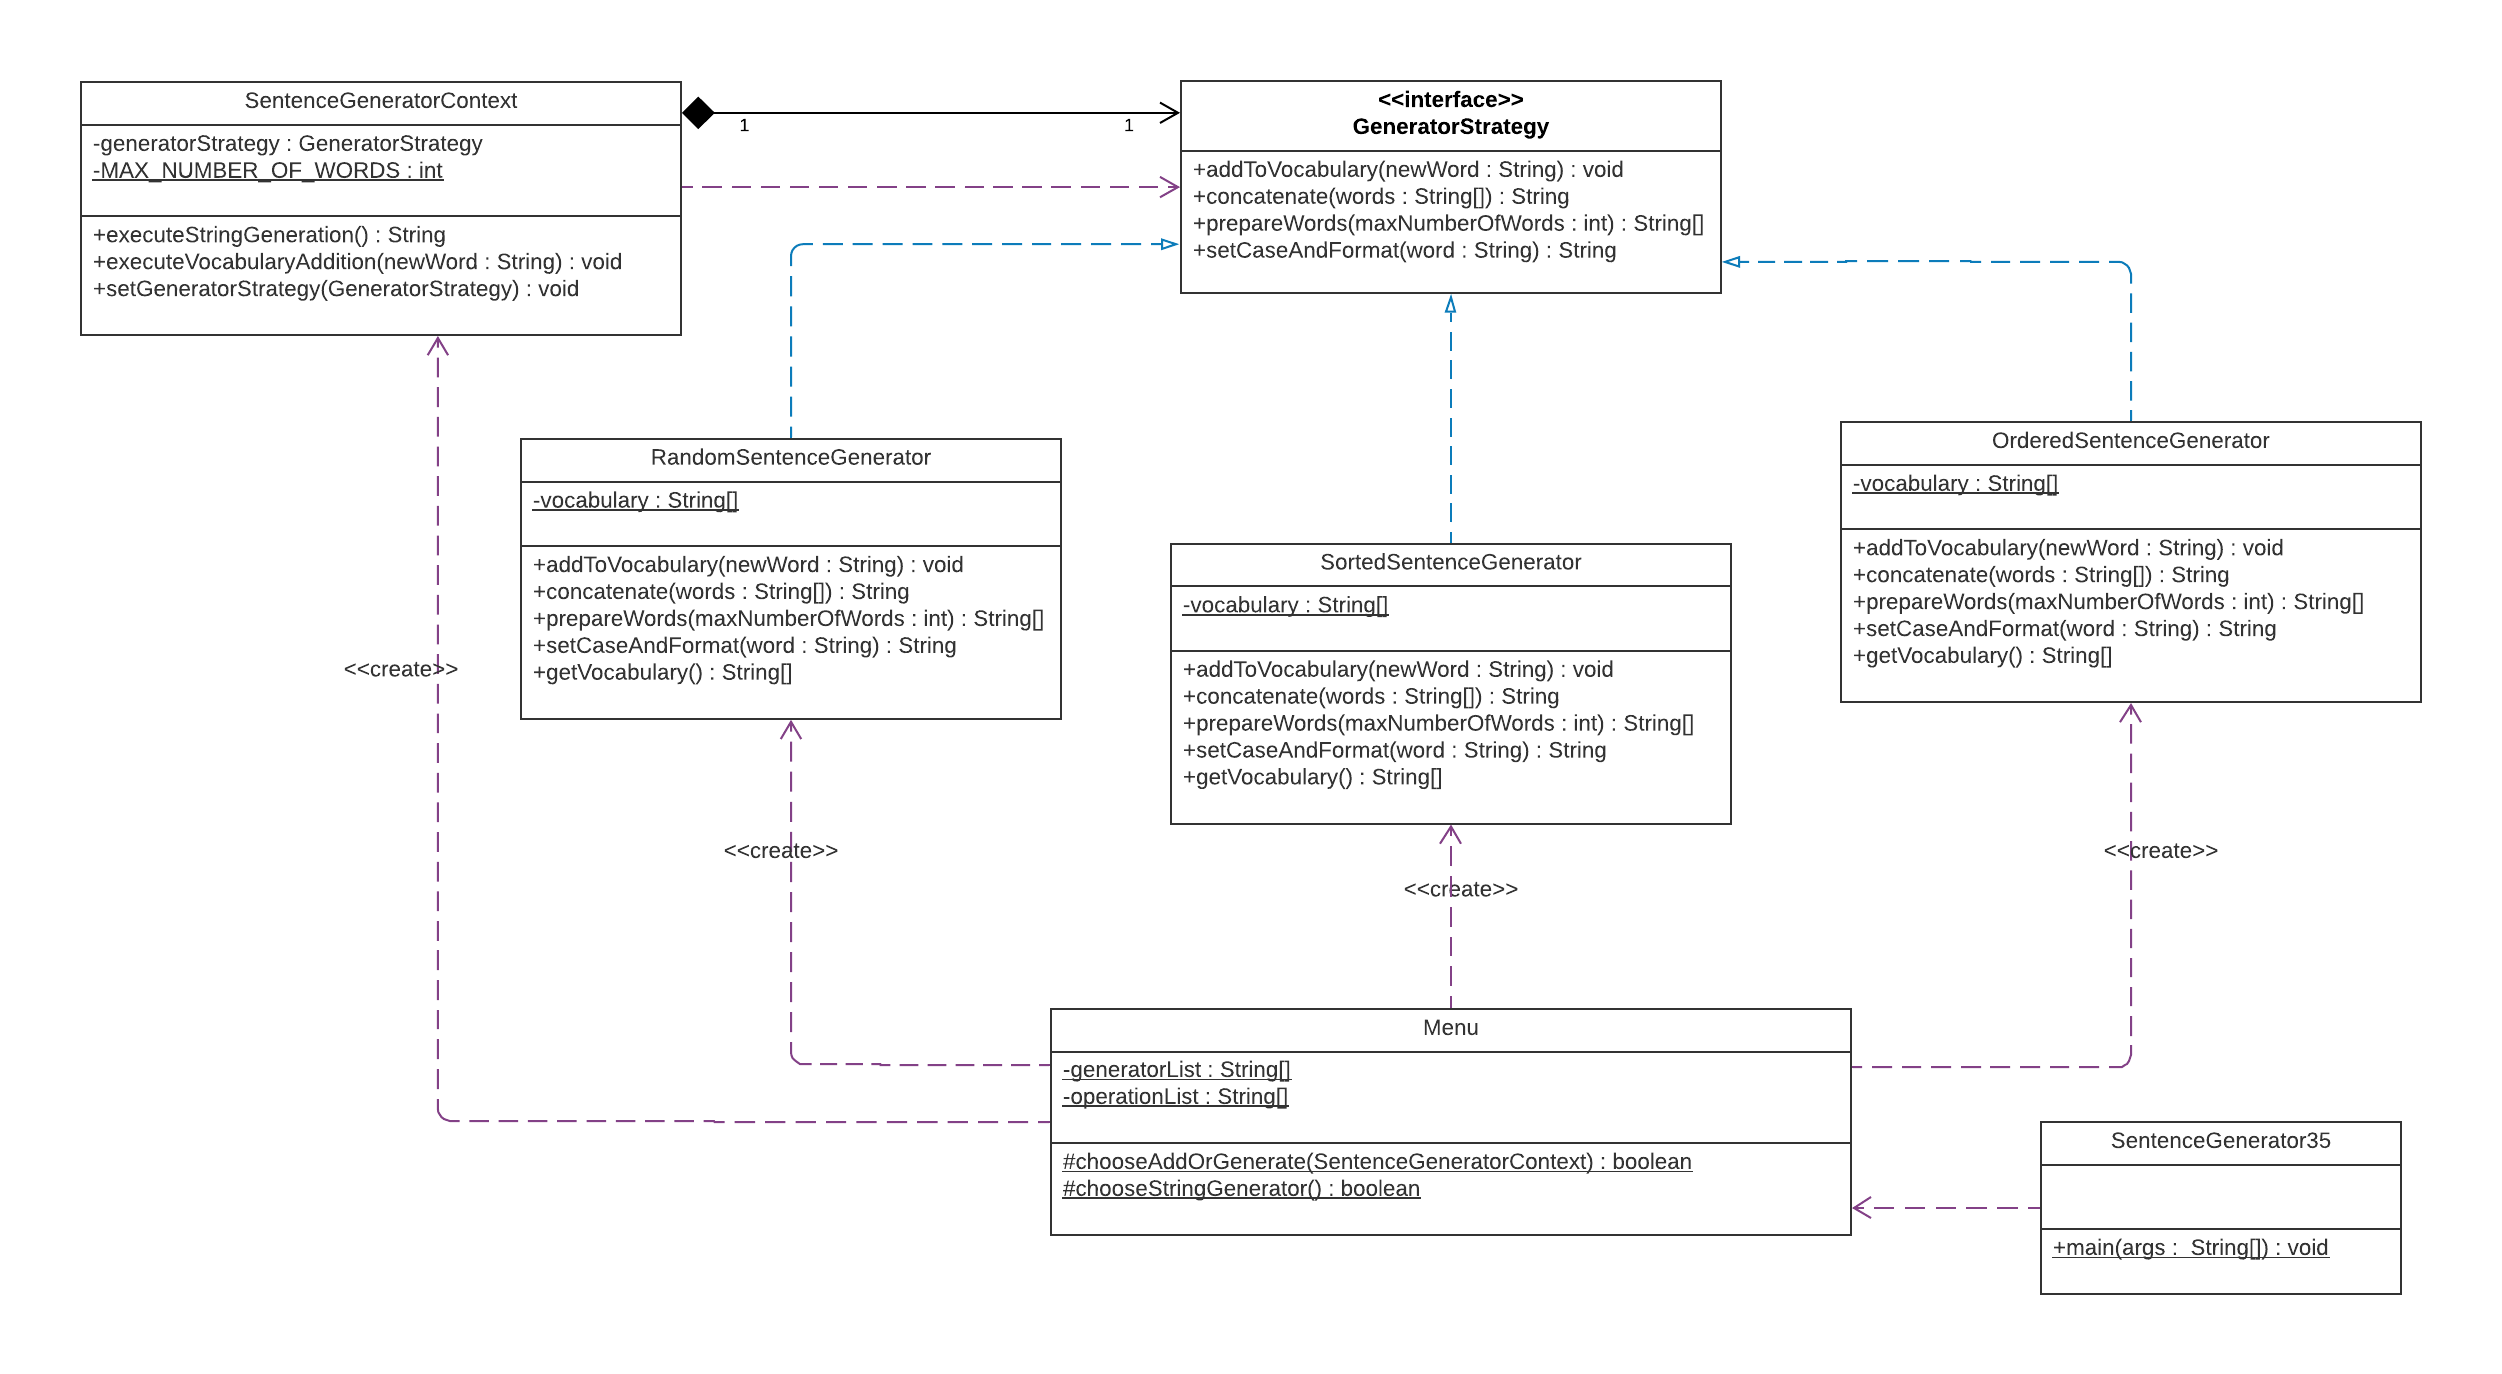 SentenceGeneratorContext
-generatorStrategy : GeneratorStrategy
-MAX_NUMBER_OF_WORDS : int
+executeStringGeneration() : String
+executeVocabularyAddition(newWord : String) : void
+setGeneratorStrategy(GeneratorStrategy) : void
1
1
<<interface>>
GeneratorStrategy
+addToVocabulary(newWord : String) : void
+concatenate(words : String[]) : String
+prepareWords(maxNumberOfWords : int) : String[]
+setCaseAndFormat(word : String) : String
RandomSentenceGenerator
-vocabulary : String[]
+addToVocabulary(newWord : String) : void
+concatenate(words : String[]) : String
+prepareWords(maxNumberOfWords : int) : String[]
+setCaseAndFormat(word : String) : String
+getVocabulary() : String[]
SortedSentenceGenerator
-vocabulary : String[]
+addToVocabulary(newWord : String) : void
+concatenate(words : String[]) : String
+prepareWords(maxNumberOfWords : int) : String[]
+setCaseAndFormat(word : String) : String
+getVocabulary() : String[]
OrderedSentenceGenerator
-vocabulary : String[]
+addToVocabulary(newWord : String) : void
+concatenate(words : String[]) : String
+prepareWords(maxNumberOfWords : int) : String[]
+setCaseAndFormat(word : String) : String
+getVocabulary() : String[]
<<create>>
<<create>>
<<create>>
<<create>>
Menu
-generatorList : String[]
-operationList : String[]
#chooseAddOrGenerate(SentenceGeneratorContext) : boolean
#chooseStringGenerator() : boolean
SentenceGenerator35
+main(args :  String[]) : void